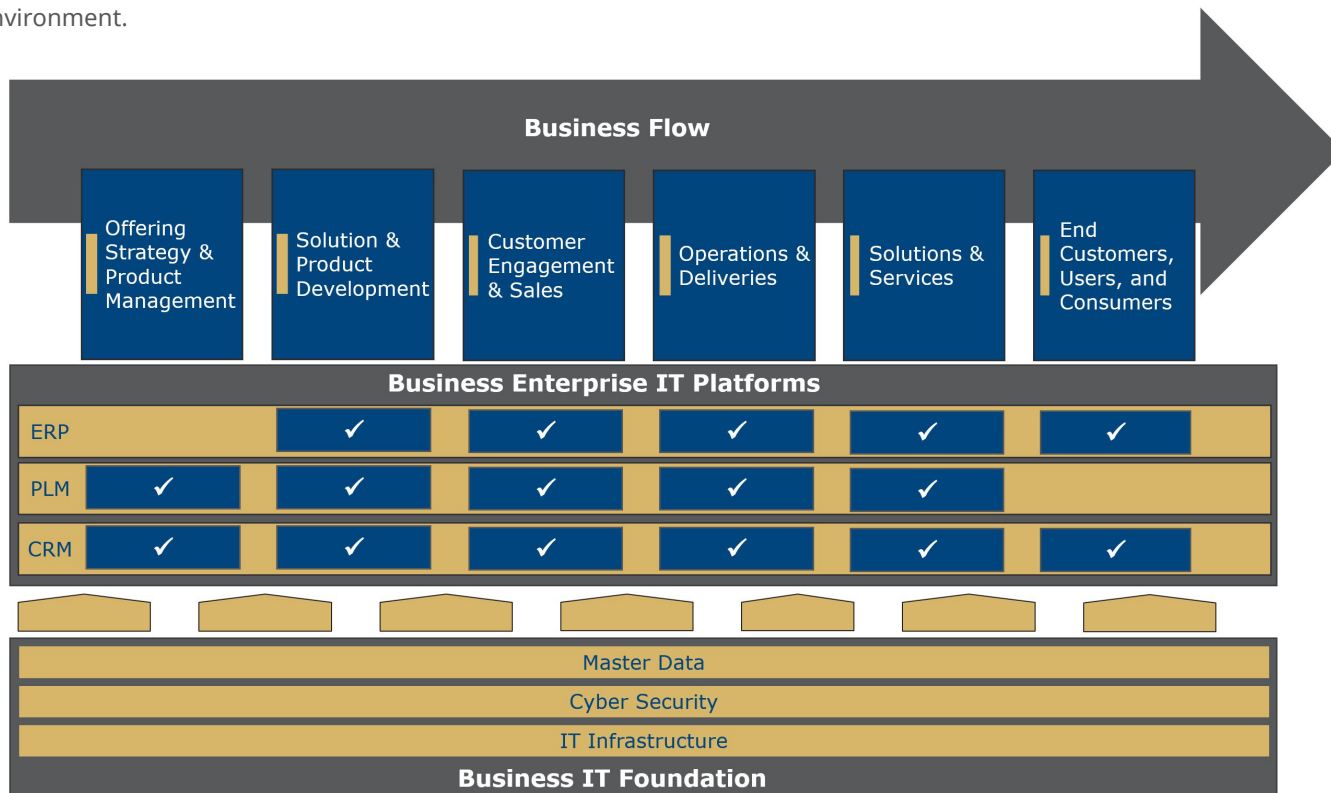 nvironment.
Business Flow
Offering
Strategy &
Product
Management
Solution &
Product
Development
Customer
Engagement
& Sales
Operations &
Deliveries
Solutions &
Services
End
Customers,
Users, and
Consumers
Business Enterprise IT Platforms
ERP
PLM
CRM
Master Data
Cyber Security
IT Infrastructure
Business IT Foundation